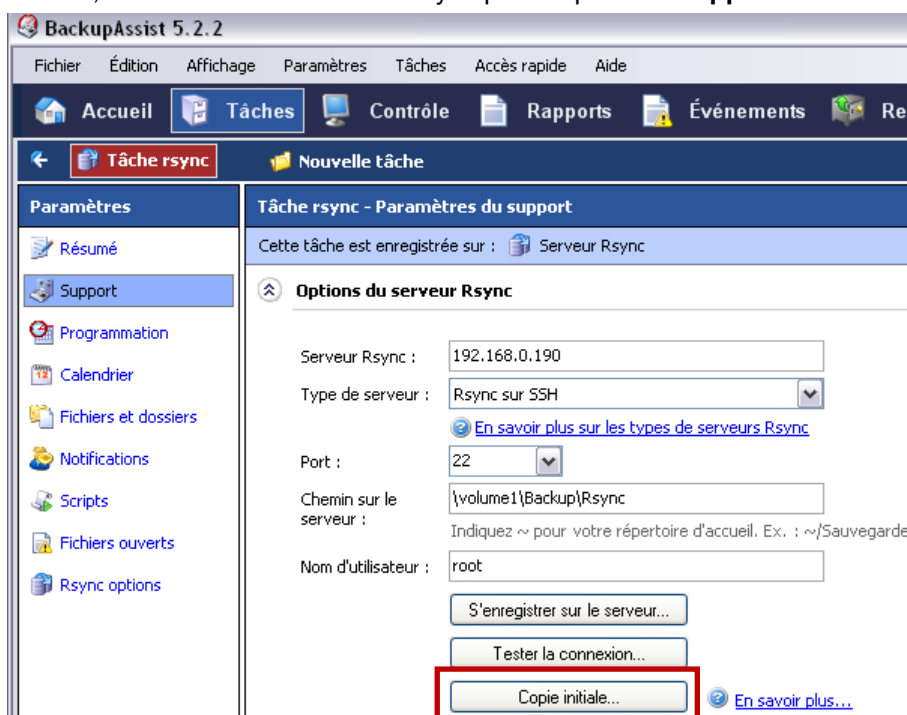 BackupAssist 5.2.2
Fichier Édition Affichage Paramètres Tâches Accès rapide Aide
Accueil Tâches Contrôle Rapports Événements Re
Tâche rsync Nouvelle tâche
Paramètres
Tâche rsync - Paramètres du support
Résumé
Cette tâche est enregistrée sur : Serveur Rsync
Support
Options du serveur Rsync
Programmation
Serveur Rsync : 192.168.0.190
Calendrier
Type de serveur : Rsync sur SSH
Fichiers et dossiers
En savoir plus sur les types de serveurs Rsync
Notifications
Port : 22
Scripts
Chemin sur le serveur : \volume1\Backup\Rsync
Indiquez ~ pour votre répertoire d'accueil. Ex. : ~/Sauvegarde
Fichiers ouverts
Nom d'utilisateur : root
Rsync options
S'enregistrer sur le serveur...
Tester la connexion...
Copie initiale... En savoir plus...